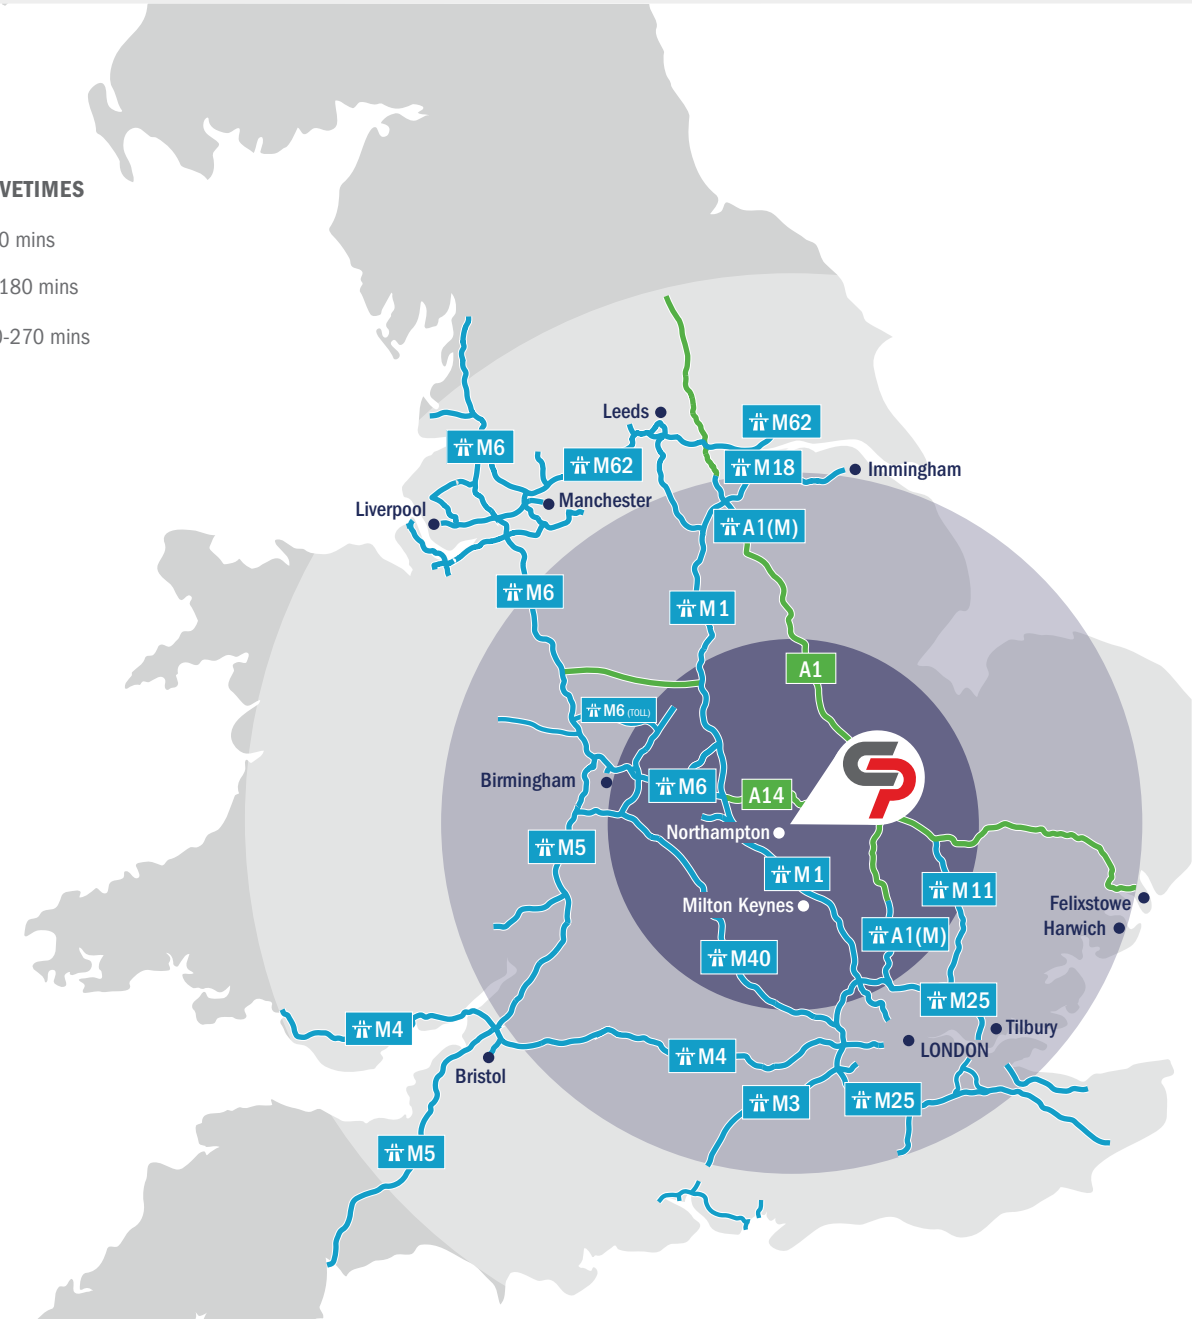 VETIMES
0 mins
180 mins
0-270 mins
Leeds
M62
M6
M62
M18
Immingham
Manchester
Liverpool
A1(M)
M6
M1
A1
M6 (TOLL)
Birmingham
M6
A14
Northampton
M5
M1
M11
Milton Keynes
Felixstowe
Harwich
A1(M)
M40
M25
M4
Tilbury
LONDON
M4
Bristol
M3
M25
M5